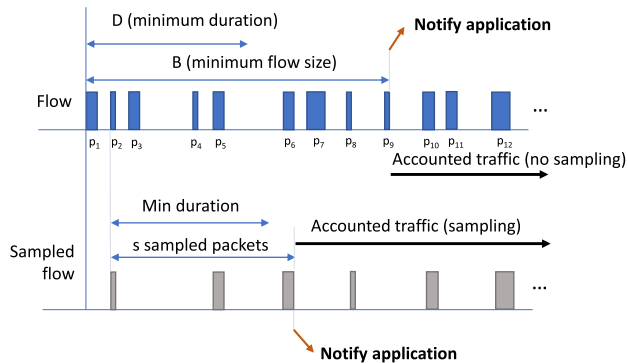 D (minimum duration)
Notify application
B (minimum flow size)
Flow
...
p1 p2 p3 p4 p5 p6 p7 p8 p9 p10 p11 p12
Accounted traffic (no sampling)
Min duration
Accounted traffic (sampling)
s sampled packets
Sampled
flow
...
Notify application